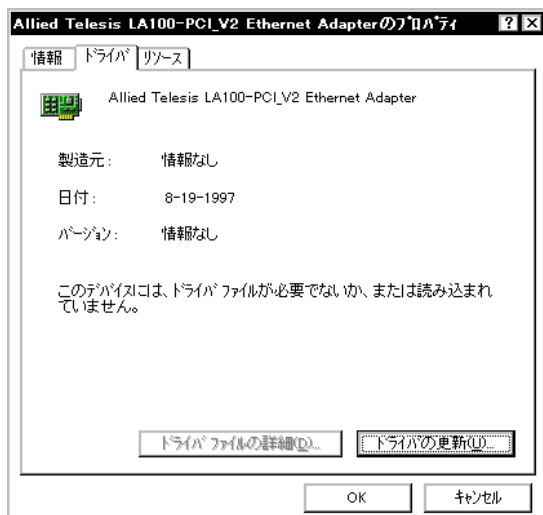 Allied Telesis LA100-PCI_V2 Ethernet Adapterのﾌﾟﾛﾊﾟﾃｨ
情報 ﾄﾞﾗｲﾊﾞ ﾘｿｰｽ
Allied Telesis LA100-PCI_V2 Ethernet Adapter
製造元: 情報なし
日付: 8-19-1997
ﾊﾞｰｼﾞｮﾝ: 情報なし
このﾃﾞﾊﾞｲｽには、ﾄﾞﾗｲﾊﾞ ﾌｧｲﾙが必要でないか、または読み込まれ
ていません。
ﾄﾞﾗｲﾊﾞ ﾌｧｲﾙの詳細(D)... ﾄﾞﾗｲﾊﾞの更新(U)...
OK ｷｬﾝｾﾙ